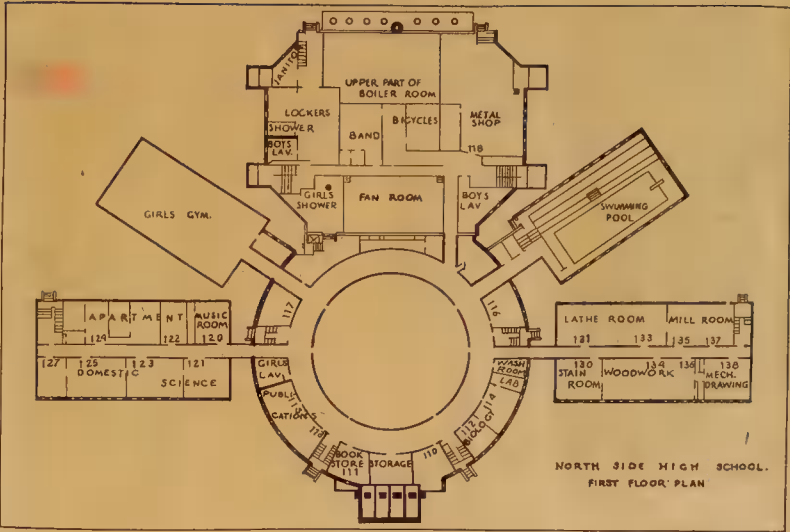 JANITOR
UPPER PART OF
BOILER ROOM
LOCKERS
BICYCLES
METAL
SHOP
SHOWER
BAND
BOYS
LAV.
118
GIRLS
SHOWER
FAN ROOM
BOYS
LAV
GIRLS GYM.
SWIMMING
POOL
117
116
APARTMENT
MUSIC
ROOM
129
122
120
LATHE ROOM
MILL ROOM
131
133
135
137
127
125
123
121
DOMESTIC
SCIENCE
GIRLS
LAV.
WASH
ROOM
LAB
130
134
136
138
STAIN
ROOM
WOODWORK
MECH.
DRAWING
PUBLI
CATIONS
115
113
114
112
BIOLOGY
BOOK
STORE
111
STORAGE
110
NORTH SIDE HIGH SCHOOL.
FIRST FLOOR PLAN